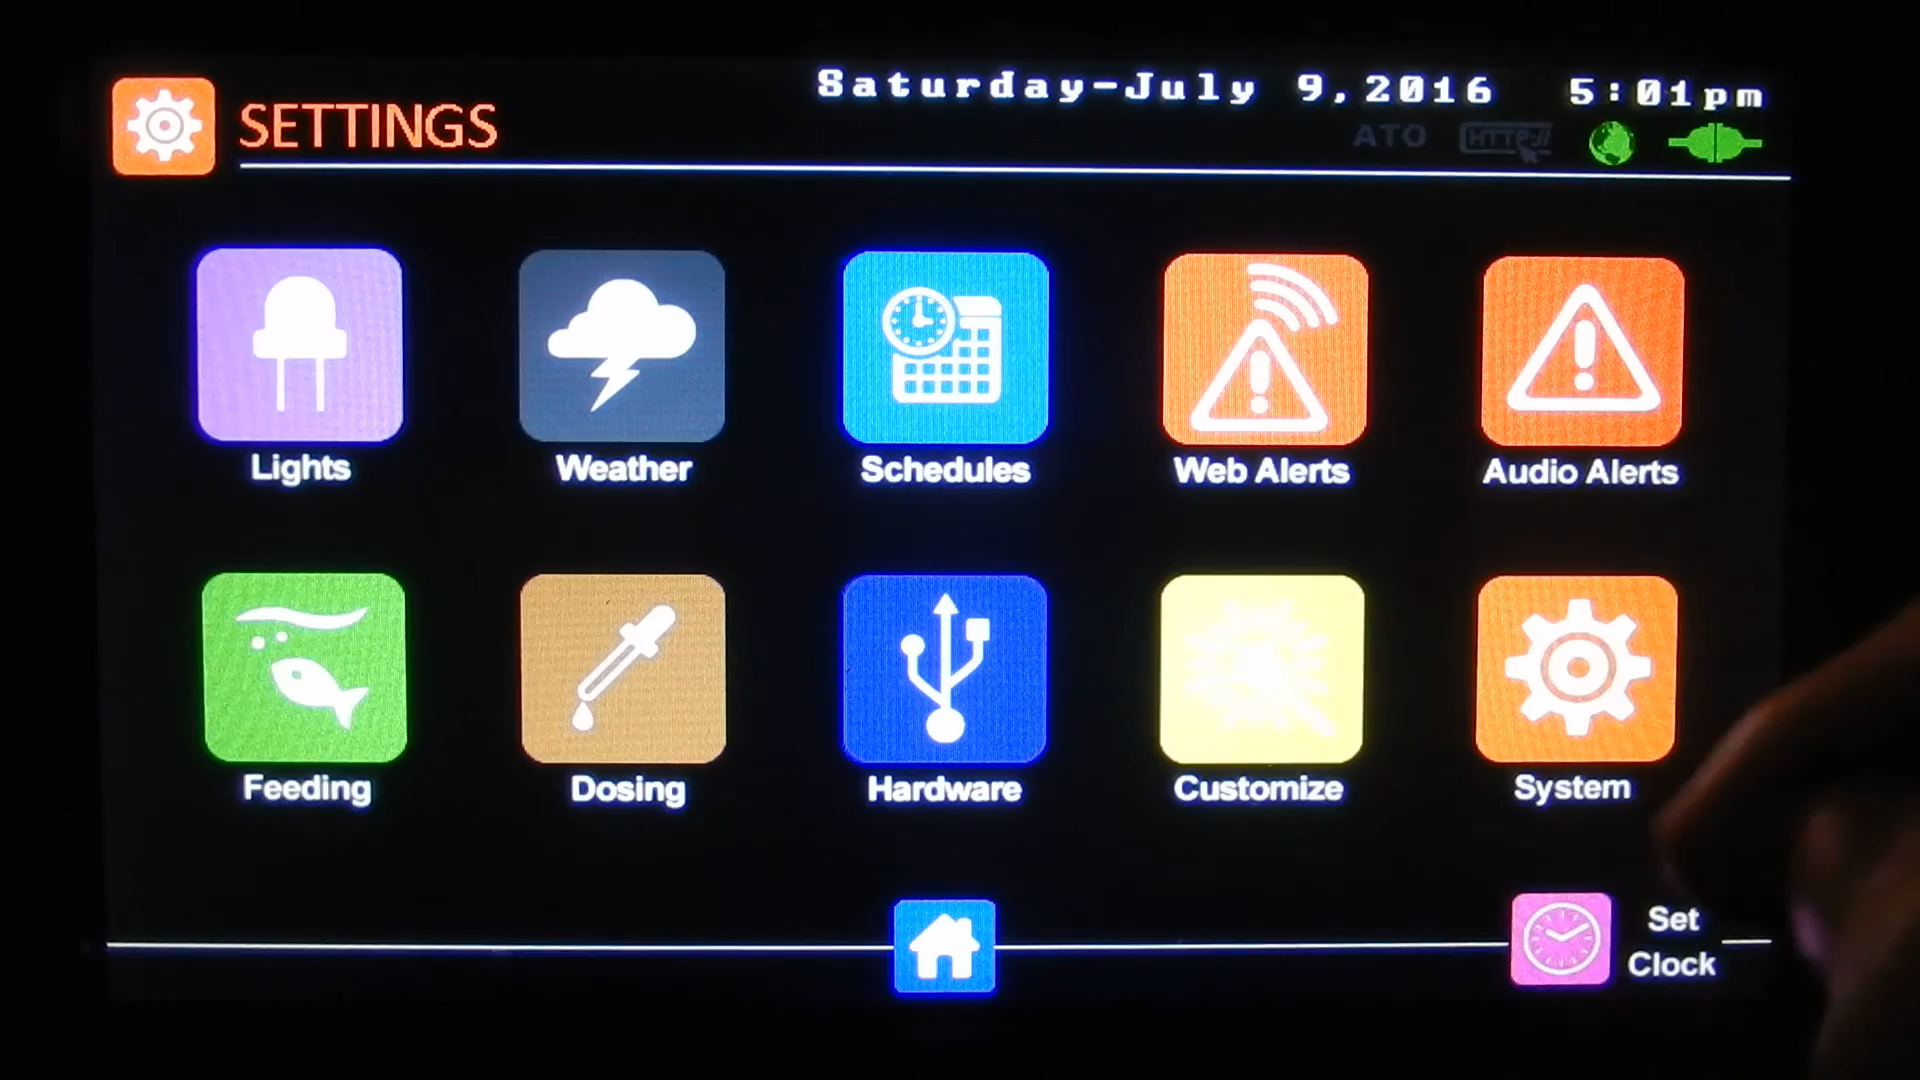 Saturday-July 9,2016 5:01pm
SETTINGS
ATO HTTP://
Lights Weather Schedules Web Alerts Audio Alerts
Feeding Dosing Hardware Customize System
Set
Clock